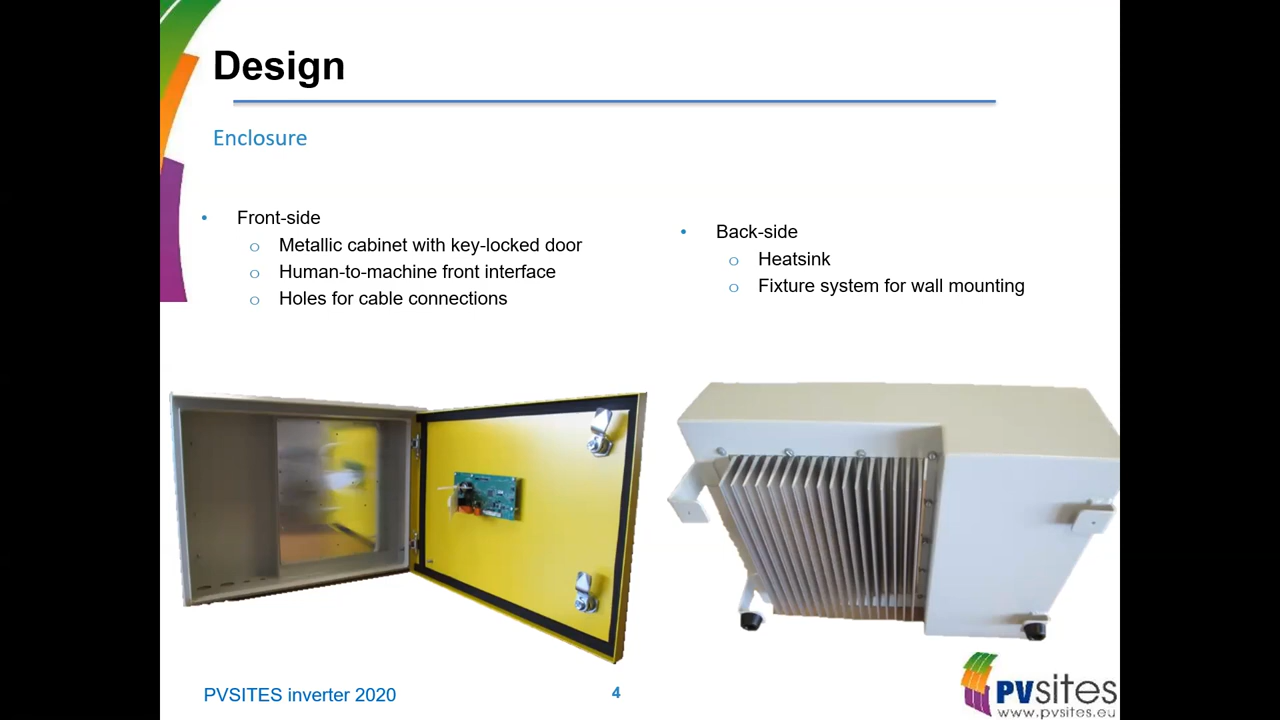 Design
Enclosure
• Front-side
o Metallic cabinet with key-locked door
o Human-to-machine front interface
o Holes for cable connections
• Back-side
o Heatsink
o Fixture system for wall mounting
PVSITES inverter 2020
4
PVsites
www.pvsites.eu